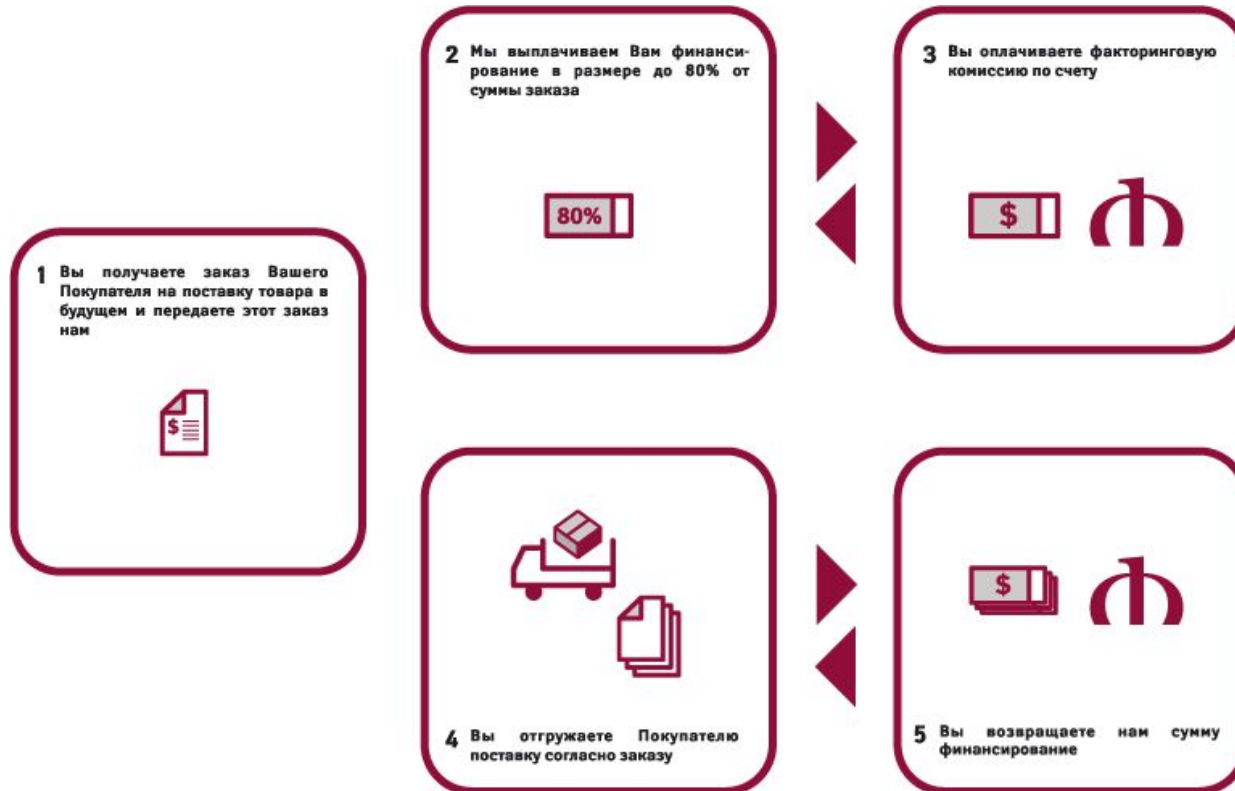 1 Вы получаете заказ Вашего
Покупателя на поставку товара в
будущем и передаете этот заказ
нам
$
2 Мы выплачиваем Вам финанси-
рование в размере до 80% от
суммы заказа
80%
3 Вы оплачиваете факторинговую
комиссию по счету
$ ф
4 Вы отгружаете Покупателю
поставку согласно заказу
$ ф
5 Вы возвращаете нам сумму
финансирование